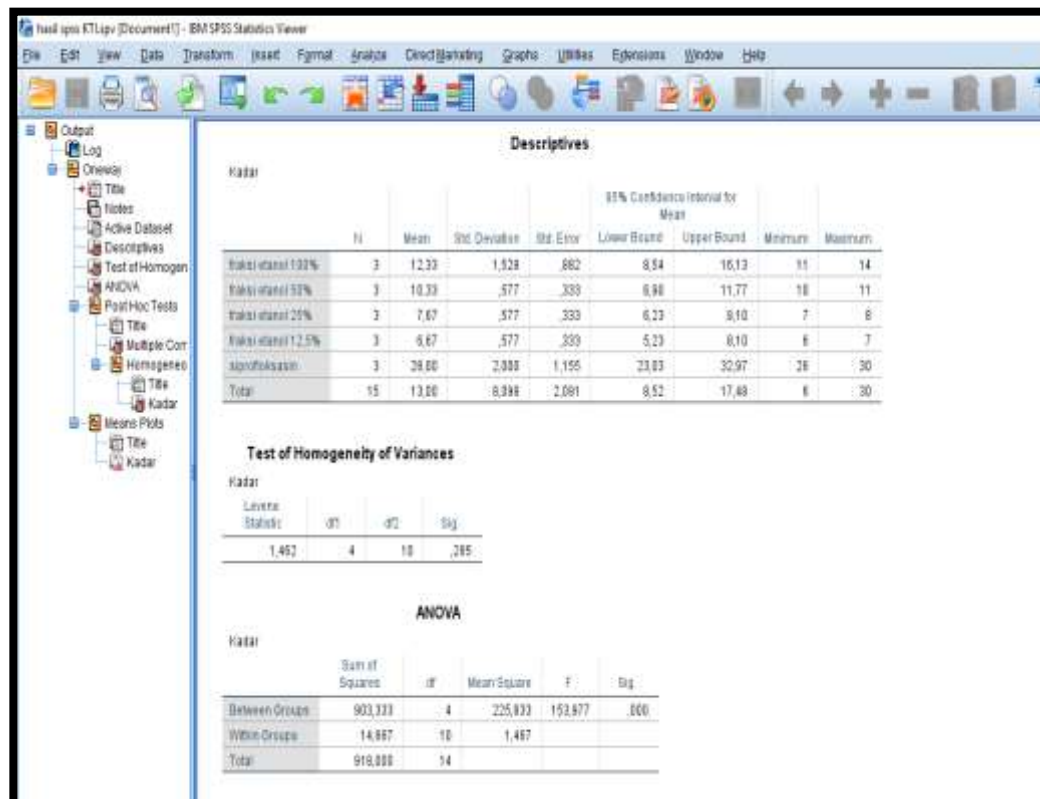 hasil spss KTI.spv [Document1] - IBM SPSS Statistics Viewer
File Edit View Data Transform Insert Format Analyze Direct Marketing Graphs Utilities Extensions Window Help
Output
Log
Oneway
Title
Notes
Active Dataset
Descriptives
Test of Homogen
ANOVA
Post Hoc Tests
Title
Multiple Com
Homogeneo
Title
Kadar
Means Plots
Title
Kadar
Descriptives
Kadar
95% Confidence Interval for Mean
N Mean Std. Deviation Std. Error Lower Bound Upper Bound Minimum Maximum
fraksi etanol 100% 3 12,33 1,528 ,882 8,54 16,13 11 14
fraksi etanol 50% 3 10,33 ,577 ,333 11,77 10 11
fraksi etanol 25% 3 7,67 ,577 ,333 6,23 9,10 7 8
fraksi etanol 12,5% 3 6,67 ,577 ,333 5,23 8,10 6 7
siprofloksasin 3 2,000 1,155 23,03 32,97 26 30
Total 15 13,00 2,091 8,52 17,48 6 30
Test of Homogeneity of Variances
Kadar
Levene Statistic df1 df2 Sig.
1,462 4 10 ,285
ANOVA
Kadar
Sum of Squares df Mean Square F Sig.
Between Groups 903,333 4 225,833 153,977 ,000
Within Groups 14,667 10 1,467
Total 918,000 14